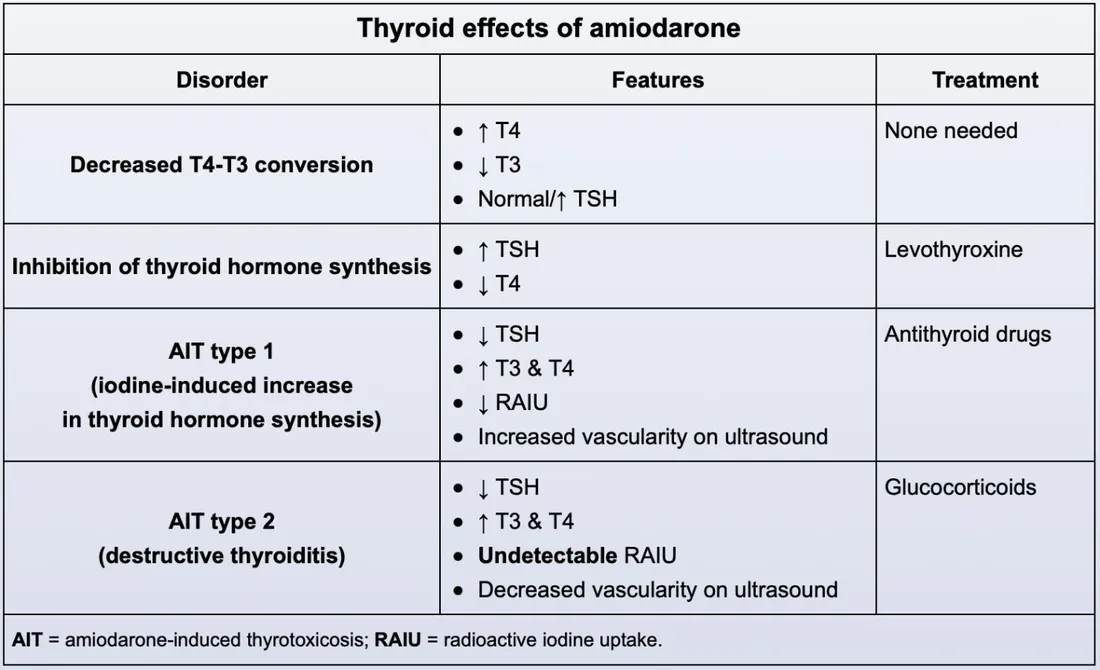 Thyroid effects of amiodarone
Disorder Features Treatment
Decreased T4-T3 conversion
• ↑ T4
• ↓ T3
• Normal/↑ TSH
None needed
Inhibition of thyroid hormone synthesis
• ↑ TSH
• ↓ T4
Levothyroxine
AIT type 1
(iodine-induced increase
in thyroid hormone synthesis)
• ↓ TSH
• ↑ T3 & T4
• ↓ RAIU
• Increased vascularity on ultrasound
Antithyroid drugs
AIT type 2
(destructive thyroiditis)
• ↓ TSH
• ↑ T3 & T4
• Undetectable RAIU
• Decreased vascularity on ultrasound
Glucocorticoids
AIT = amiodarone-induced thyrotoxicosis; RAIU = radioactive iodine uptake.